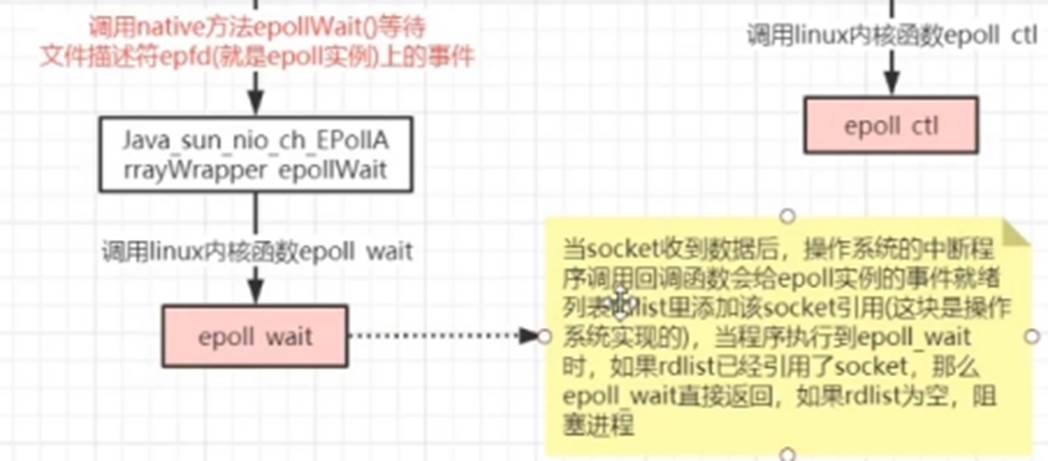 调用native方法epollWait()等待
文件描述符epfd(就是epoll实例)上的事件
Java_sun_nio_ch_EPollA
rrayWrapper_epollWait
调用linux内核函数epoll_wait
epoll_wait
调用linux内核函数epoll_ctl
epoll_ctl
当socket收到数据后，操作系统的中断程
序调用回调函数会给epoll实例的事件就绪
列表rdlist里添加该socket引用(这块是操作
系统实现的)，当程序执行到epoll_wait
时，如果rdlist已经引用了socket，那么
epoll_wait直接返回，如果rdlist为空，阻
塞进程